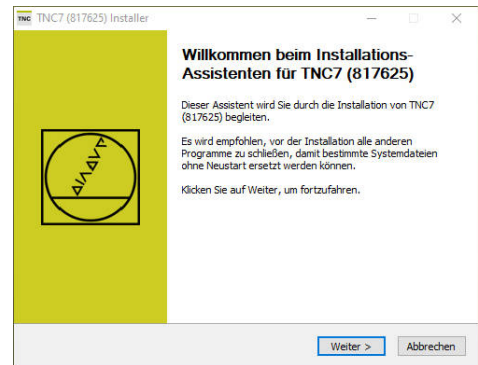 TNC TNC7 (817625) Installer
Willkommen beim Installations-
Assistenten für TNC7 (817625)
Dieser Assistent wird Sie durch die Installation von TNC7
(817625) begleiten.
Es wird empfohlen, vor der Installation alle anderen
Programme zu schließen, damit bestimmte Systemdateien
ohne Neustart ersetzt werden können.
Klicken Sie auf Weiter, um fortzufahren.
Weiter > Abbrechen